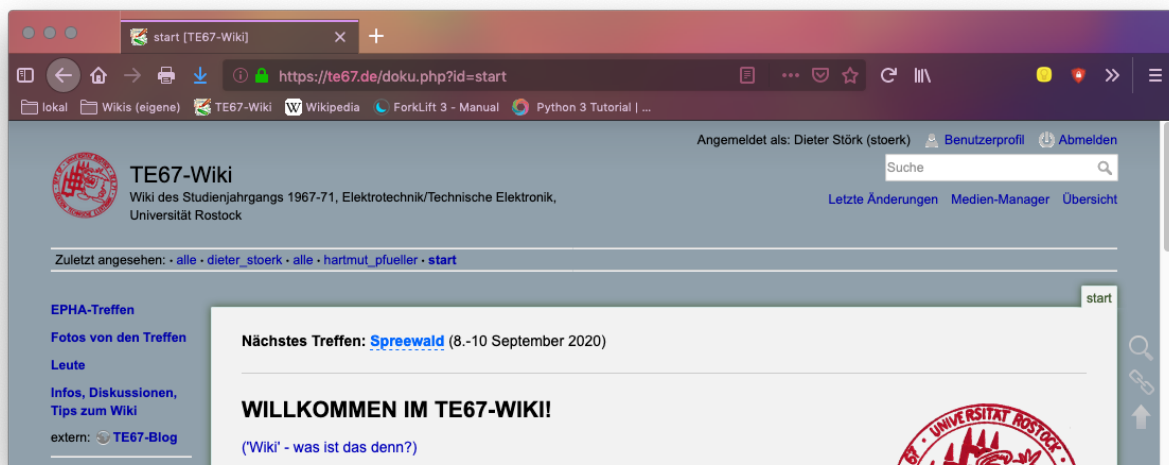 start [TE67-Wiki]
https://te67.de/doku.php?id=start
lokal Wikis (eigene) TE67-Wiki W Wikipedia ForkLift 3 - Manual Python 3 Tutorial | ...
Angemeldet als: Dieter Störk (stoerk) Benutzerprofil Abmelden
Suche
TE67-Wiki
Wiki des Studienjahrgangs 1967-71, Elektrotechnik/Technische Elektronik,
Universität Rostock
Letzte Änderungen Medien-Manager Übersicht
Zuletzt angesehen: • alle • dieter_stoerk • alle • hartmut_pfueller • start
start
EPHA-Treffen
Fotos von den Treffen
Leute
Infos, Diskussionen,
Tips zum Wiki
extern: TE67-Blog
Nächstes Treffen: Spreewald (8.-10 September 2020)
WILLKOMMEN IM TE67-WIKI!
('Wiki' - was ist das denn?)
UNIVERSITÄT ROSTOCK